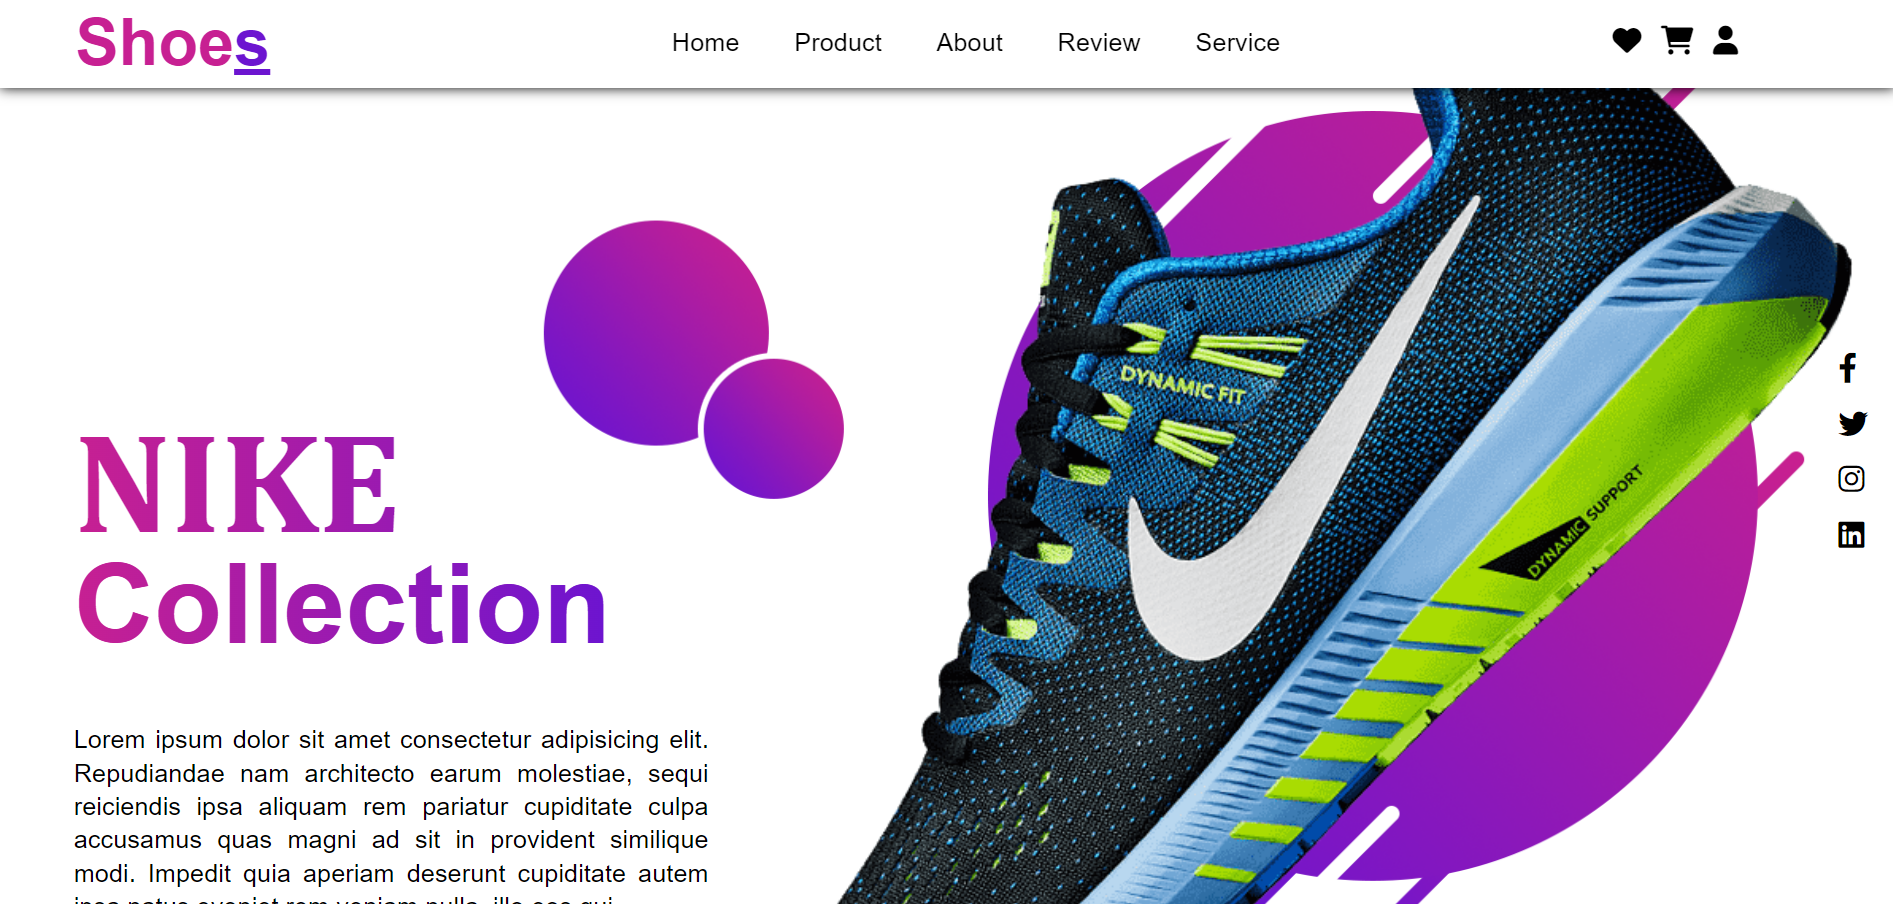 Shoes
Home Product About Review Service
DYNAMIC FIT
DYNAMIC SUPPORT
NIKE
Collection
Lorem ipsum dolor sit amet consectetur adipisicing elit.
Repudiandae nam architecto earum molestiae, sequi
reiciendis ipsa aliquam rem pariatur cupiditate culpa
accusamus quas magni ad sit in provident similique
modi. Impedit quia aperiam deserunt cupiditate autem